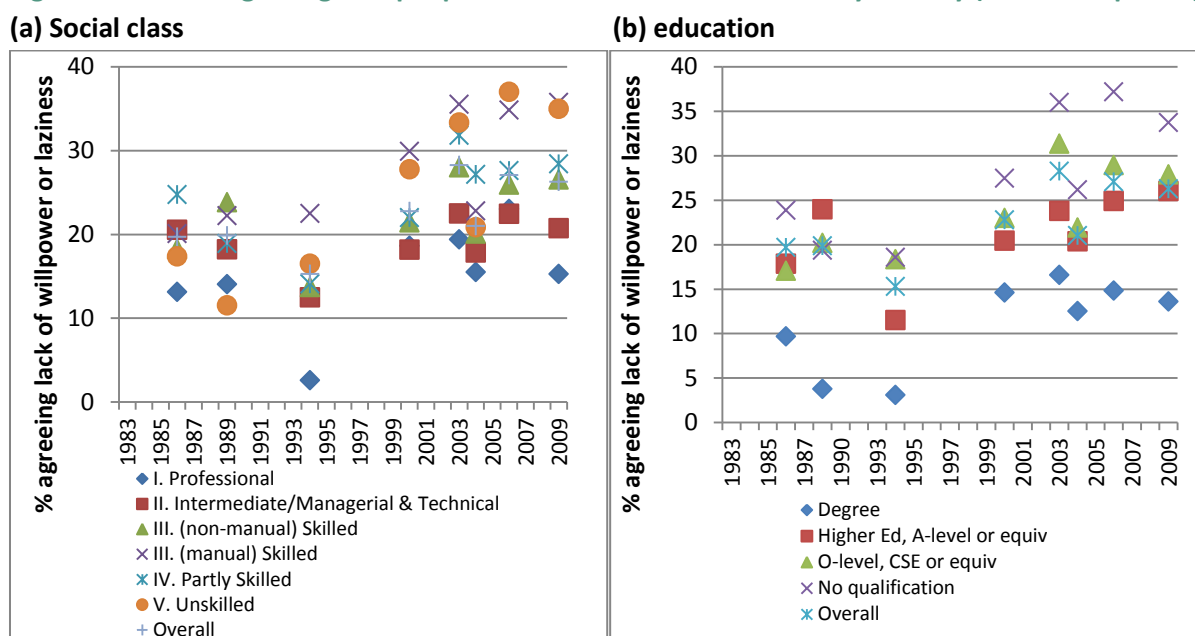 (a) Social class
(b) education
% agreeing lack of willpower or laziness
40
30
20
10
0
1983
1985
1987
1989
1991
1993
1995
1997
2000
2001
2003
2005
2007
2009
I. Professional
II. Intermediate/Managerial & Technical
III. (non-manual) Skilled
III. (manual) Skilled
IV. Partly Skilled
V. Unskilled
Overall
% agreeing lack of willpower or laziness
40
35
30
25
20
15
10
5
0
1983
1985
1987
1990
1993
1995
1999
2001
2003
2005
2007
2009
Degree
Higher Ed, A-level or equiv
O-level, CSE or equiv
No qualification
Overall